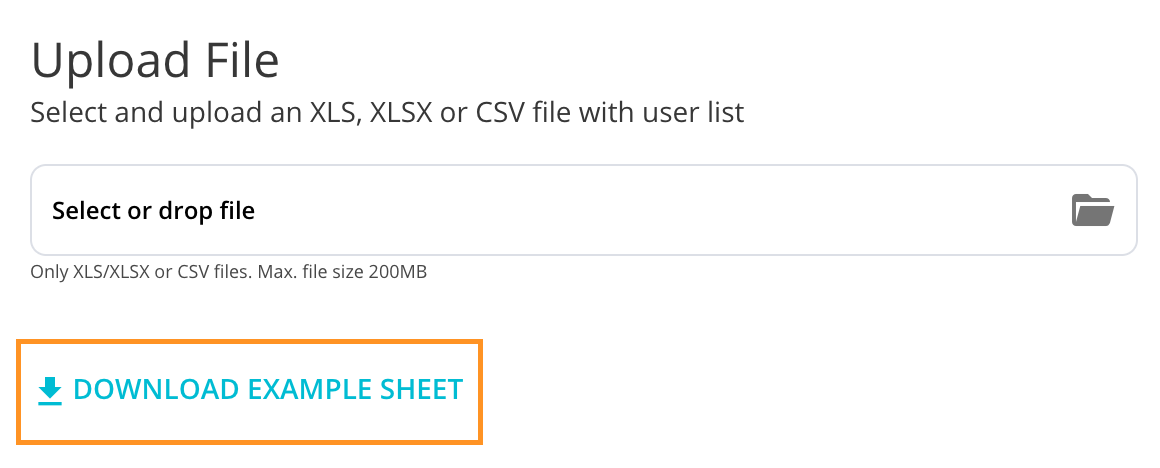 Upload File
Select and upload an XLS, XLSX or CSV file with user list
Select or drop file
Only XLS/XLSX or CSV files. Max. file size 200MB
DOWNLOAD EXAMPLE SHEET